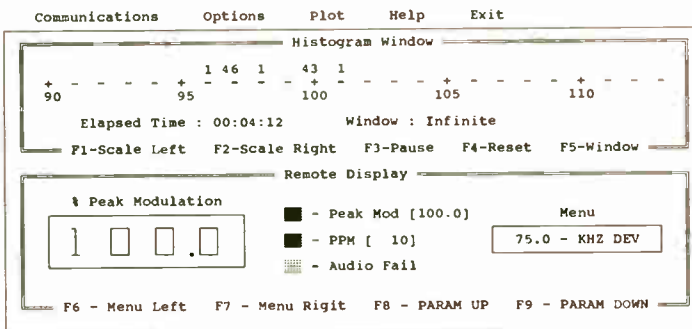 Communications Options Plot Help Exit
Histogram Window
1 46 1 43 1
+ - - - - + - - - - + - - - - + - - - - + - - -
90 95 100 105 110
Elapsed Time : 00:04:12 Window : Infinite
F1-Scale Left F2-Scale Right F3-Pause F4-Reset F5-Window
Remote Display
% Peak Modulation
100.0
- Peak Mod [100.0]
- PPM [ 10]
- Audio Fail
Menu
75.0 - KHZ DEV
F6 - Menu Left F7 - Menu Rigit F8 - PARAM UP F9 - PARAM DOWN